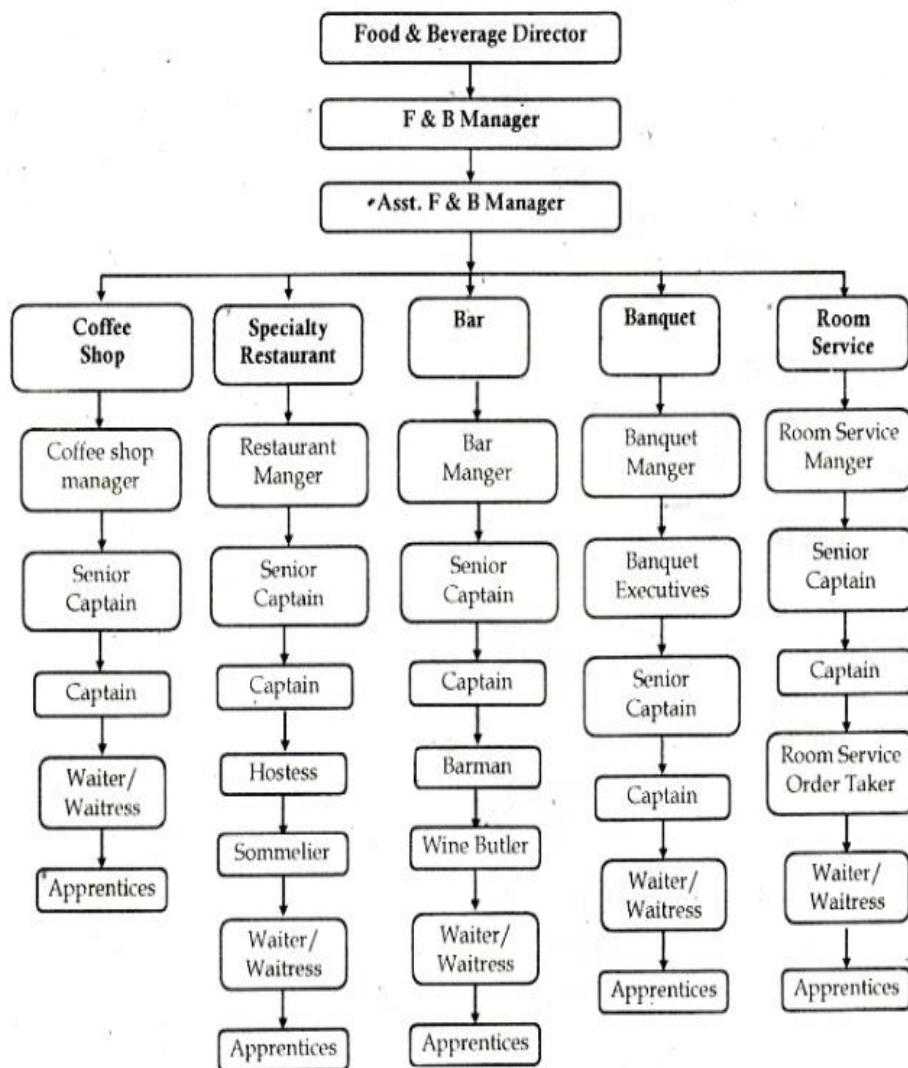 Food & Beverage Director
F & B Manager
Asst. F & B Manager
Coffee
Shop
Specialty
Restaurant
Bar
Banquet
Room
Service
Coffee shop
manager
Restaurant
Manger
Bar
Manger
Banquet
Manger
Room Service
Manger
Senior
Captain
Senior
Captain
Senior
Captain
Banquet
Executives
Senior
Captain
Captain
Captain
Captain
Senior
Captain
Captain
Waiter/
Waitress
Hostess
Barman
Captain
Room Service
Order Taker
Apprentices
Sommelier
Wine Butler
Waiter/
Waitress
Waiter/
Waitress
Waiter/
Waitress
Waiter/
Waitress
Apprentices
Apprentices
Apprentices
Apprentices